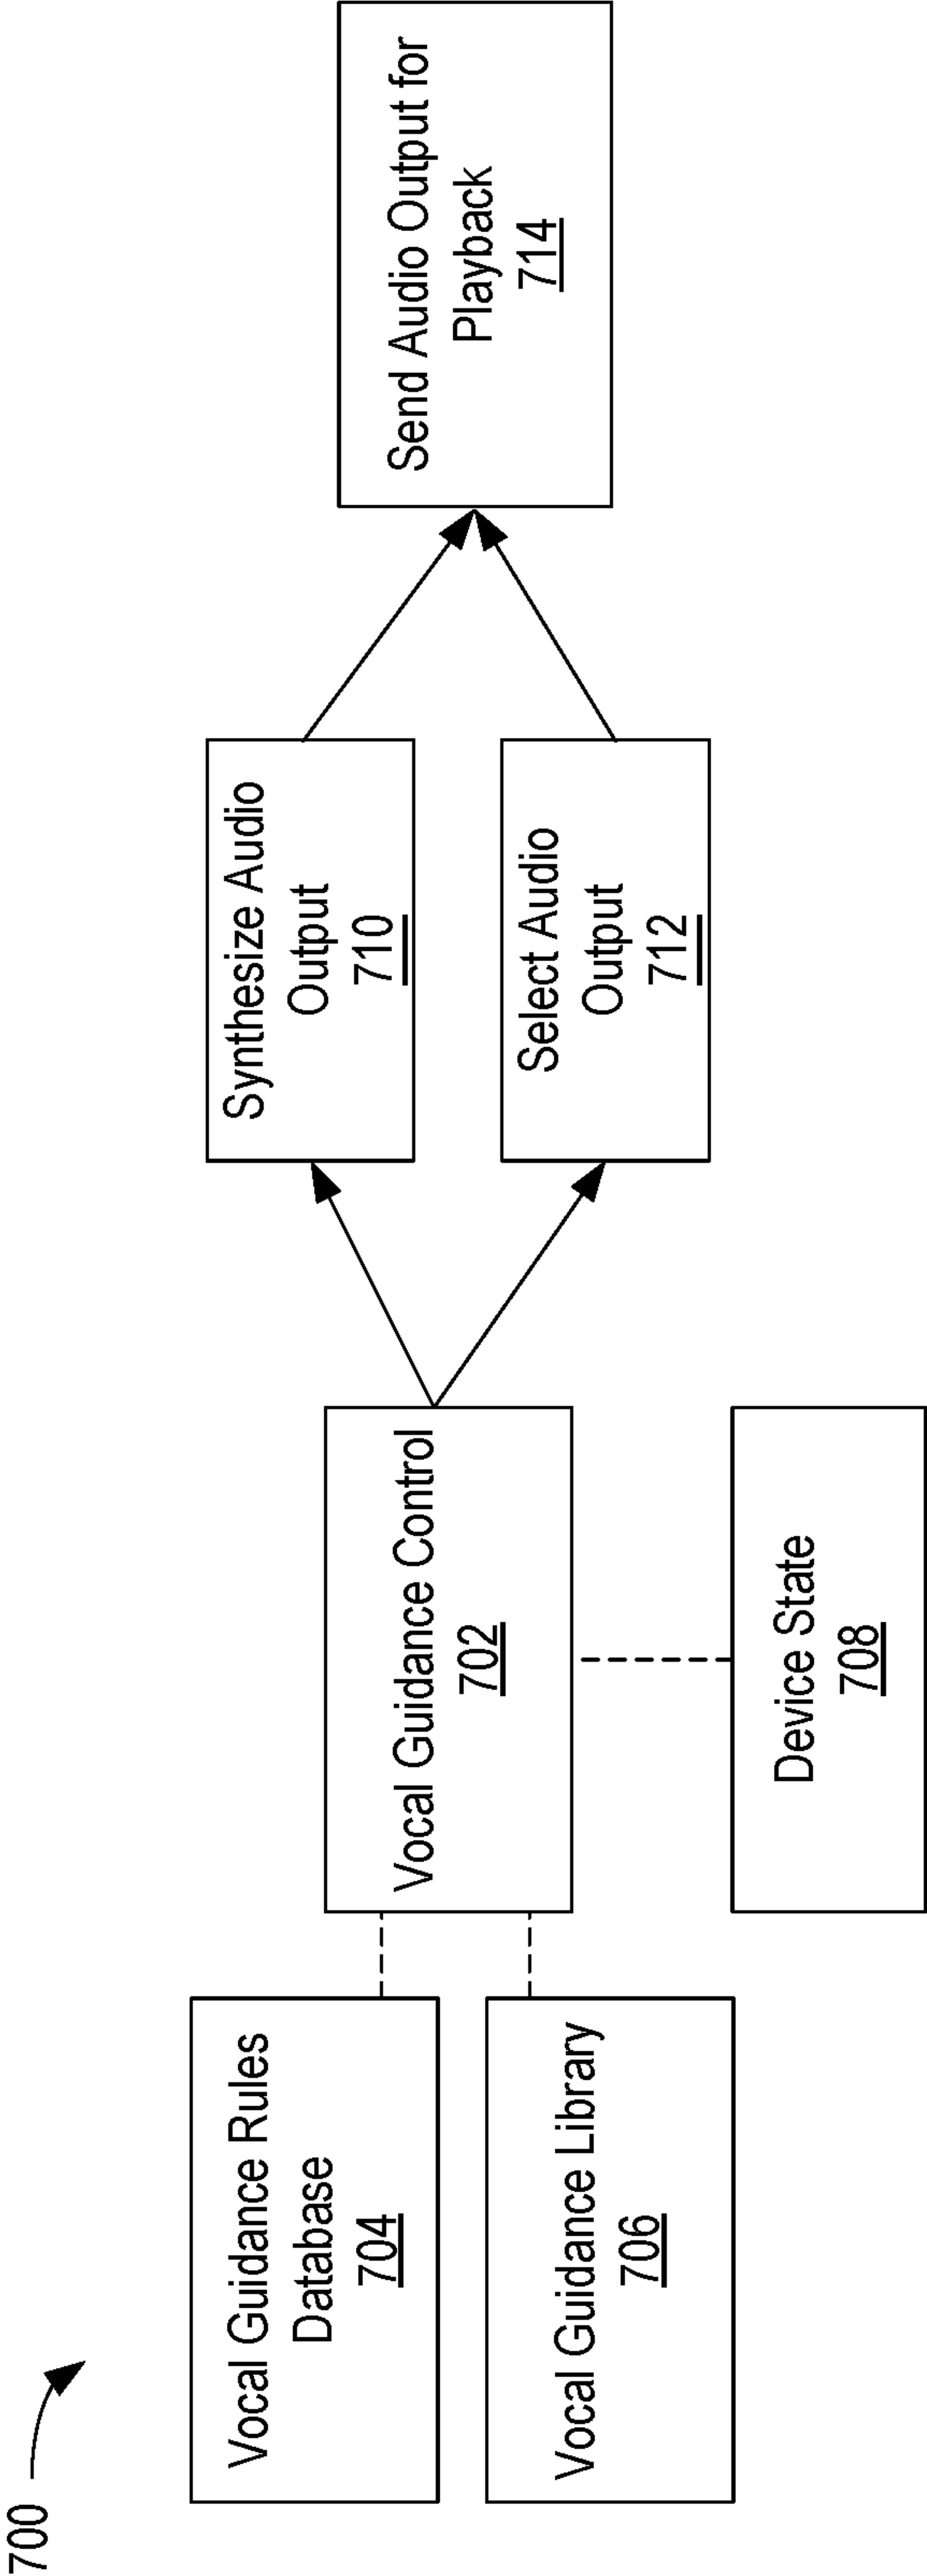 700
Vocal Guidance Rules
Database
704
Vocal Guidance Library
706
Vocal Guidance Control
702
Device State
708
Synthesize Audio
Output
710
Select Audio
Output
712
Send Audio Output for
Playback
714